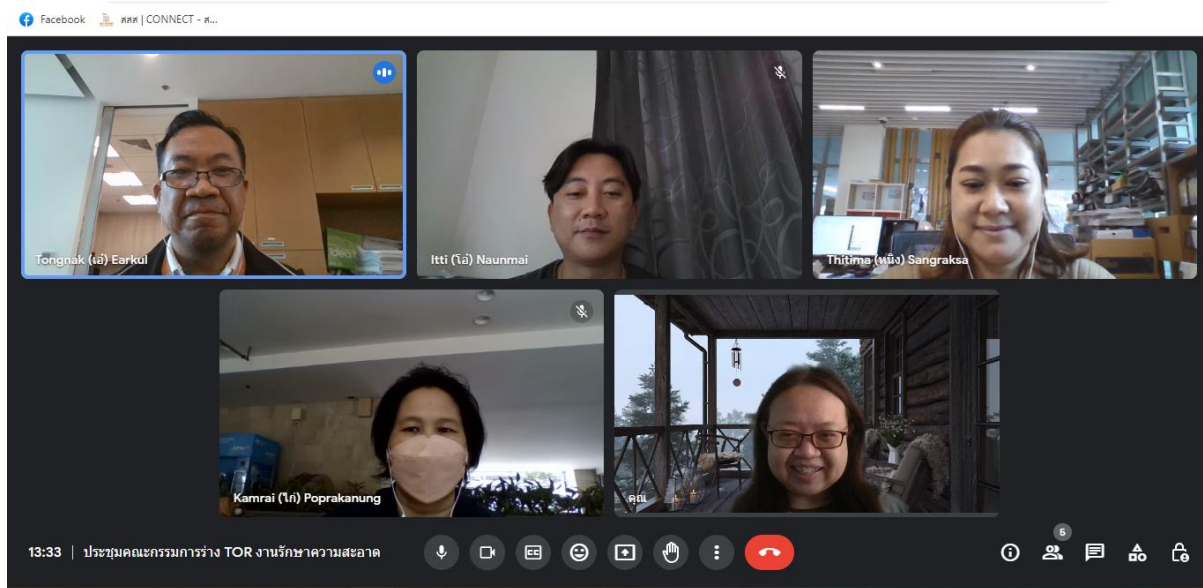 Facebook
สสส | CONNECT - ส...
Tongnak (เอ๋) Earkul
Itti (โอ๋) Naunmai
Thitima (หนิง) Sangraksa
Kamrai (ไก่) Poprakanung
คุณ
5
13:33 | ประชุมคณะกรรมการร่าง TOR งานรักษาความสะอาด
CC